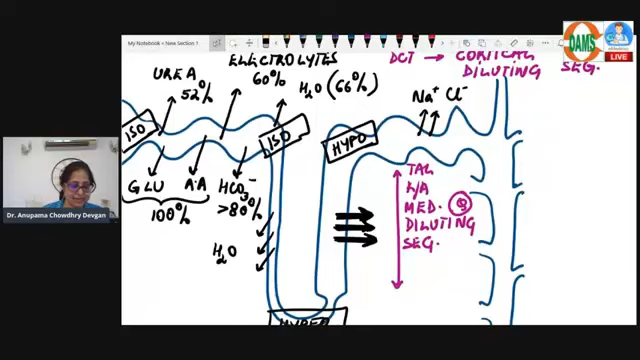 My Notebook > New Section 1
DAMS
LIVE
ELECTROLYTES
60%
DCT → CORTICAL
DILUTING SEG.
UREA
52%
H2O (66%)
Na+ Cl-
ISO
ISO
HYPO
GLU
A.A
100%
HCO3-
>80%
H2O
TAL
MED.
DILUTING
SEG.
HYPER
Dr. Anupama Chowdhry Devgan